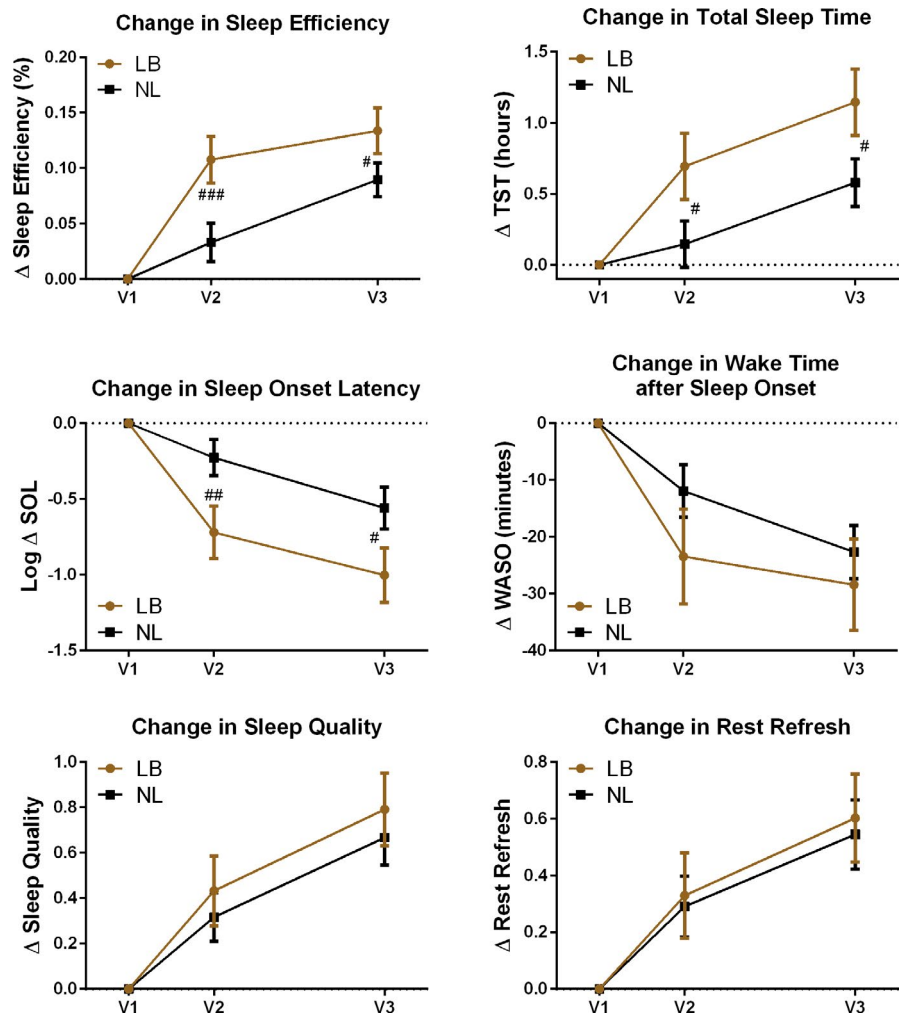 Change in Sleep Efficiency
Δ Sleep Efficiency (%)
0.20
0.15
0.10
0.05
0.00
LB
NL
###
#
V1 V2 V3
Change in Total Sleep Time
Δ TST (hours)
1.5
1.0
0.5
0.0
LB
NL
#
#
V1 V2 V3
Change in Sleep Onset Latency
Log Δ SOL
0.0
-0.5
-1.0
-1.5
##
#
LB
NL
V1 V2 V3
Change in Wake Time
after Sleep Onset
Δ WASO (minutes)
0
-10
-20
-30
-40
LB
NL
V1 V2 V3
Change in Sleep Quality
Δ Sleep Quality
1.0
0.8
0.6
0.4
0.2
0.0
LB
NL
V1 V2 V3
Change in Rest Refresh
Δ Rest Refresh
0.8
0.6
0.4
0.2
0.0
LB
NL
V1 V2 V3